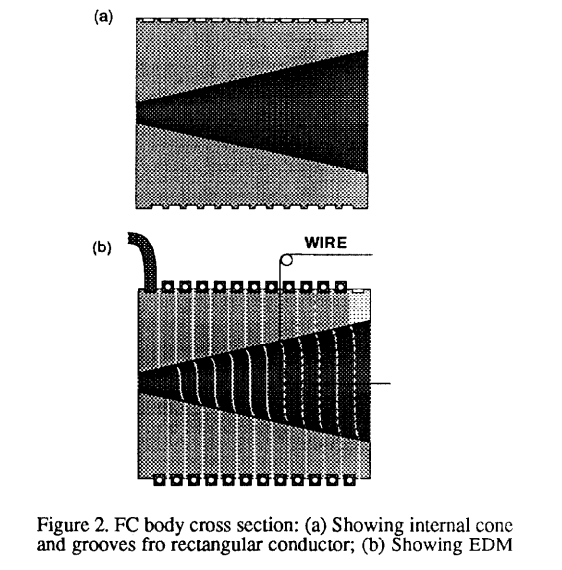 (a)
(b)
WIRE
Figure 2. FC body cross section: (a) Showing internal cone
and grooves fro rectangular conductor; (b) Showing EDM